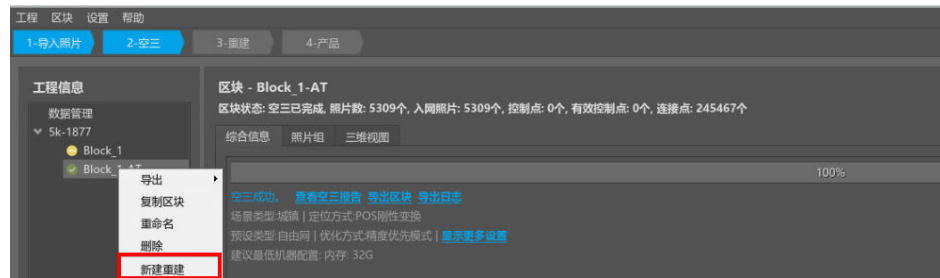 工程 区块 设置 帮助
1-导入照片 2-空三 3-重建 4-产品
工程信息
数据管理
5k-1877
Block_1
Block_1-AT
导出
复制区块
重命名
删除
新建重建
区块 - Block_1-AT
区块状态: 空三已完成, 照片数: 5309个, 入网照片: 5309个, 控制点: 0个, 有效控制点: 0个, 连接点: 245467个
综合信息 照片组 三维视图
100%
空三成功。 查看空三报告 导出区块 导出日志
场景类型:城镇 | 定位方式:POS刚性变换
预设类型:自由网 | 优化方式:精度优先模式 | 显示更多设置
建议最低机器配置: 内存: 32G